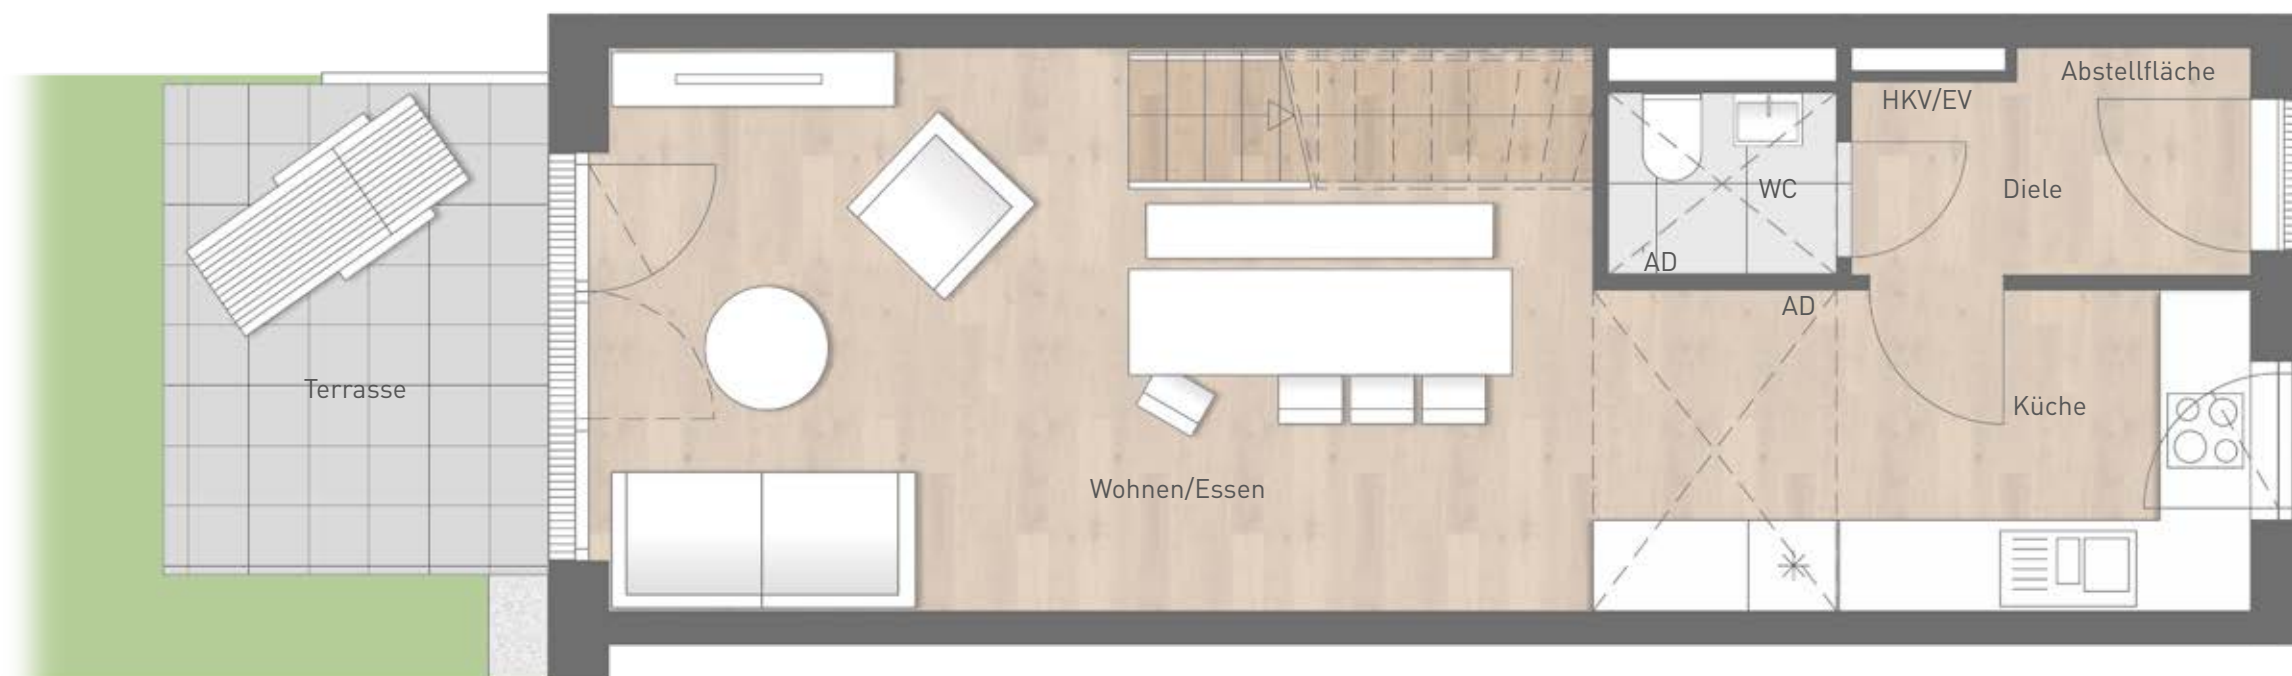 Abstellfläche
HKV/EV
WC
Diele
AD
AD
Terrasse
Küche
Wohnen/Essen